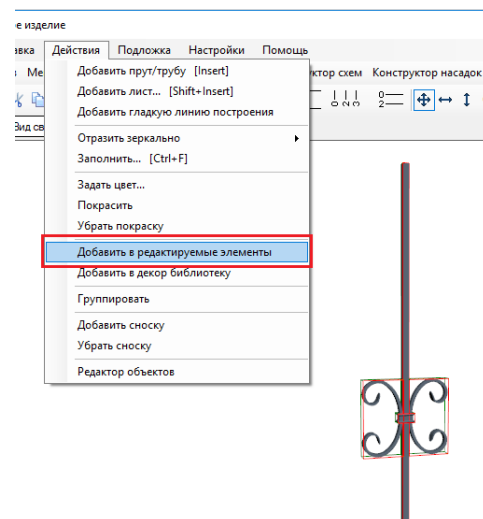 е изделие
авка Действия Подложка Настройки Помощь
Ме
ктор схем Конструктор насадок
Вид св
Добавить прут/трубу [Insert]
Добавить лист... [Shift+Insert]
Добавить гладкую линию построения
Отразить зеркально
Заполнить... [Ctrl+F]
Задать цвет...
Покрасить
Убрать покраску
Добавить в редактируемые элементы
Добавить в декор библиотеку
Группировать
Добавить сноску
Убрать сноску
Редактор объектов